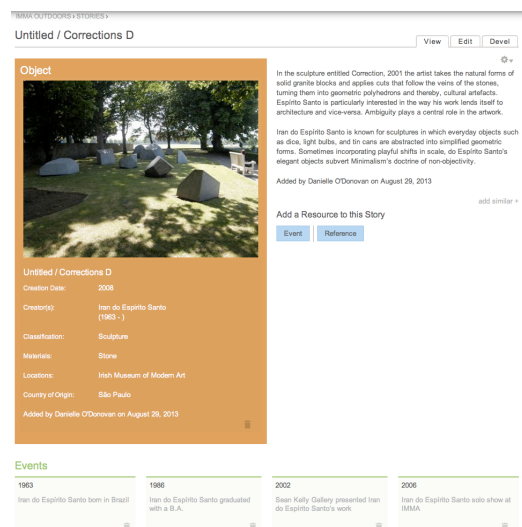 IMMA OUTDOORS › STORIES ›
Untitled / Corrections D
View Edit Devel
Object
Untitled / Corrections D
Creation Date: 2008
Creator(s): Iran do Espirito Santo
(1963 - )
Classification: Sculpture
Materials: Stone
Locations: Irish Museum of Modern Art
Country of Origin: São Paulo
Added by Danielle O'Donovan on August 29, 2013
In the sculpture entitled Correction, 2001 the artist takes the natural forms of
solid granite blocks and applies cuts that follow the veins of the stones,
turning them into geometric polyhedrons and thereby, cultural artefacts.
Espírito Santo is particularly interested in the way his work lends itself to
architecture and vice-versa. Ambiguity plays a central role in the artwork.
Iran do Espírito Santo is known for sculptures in which everyday objects such
as dice, light bulbs, and tin cans are abstracted into simplified geometric
forms. Sometimes incorporating playful shifts in scale, do Espírito Santo's
elegant objects subvert Minimalism's doctrine of non-objectivity.
Added by Danielle O'Donovan on August 29, 2013
add similar +
Add a Resource to this Story
Event Reference
Events
1963
Iran do Espírito Santo born in Brazil
1986
Iran do Espírito Santo graduated
with a B.A.
2002
Sean Kelly Gallery presented Iran
do Espírito Santo's work
2006
Iran do Espírito Santo solo show at
IMMA